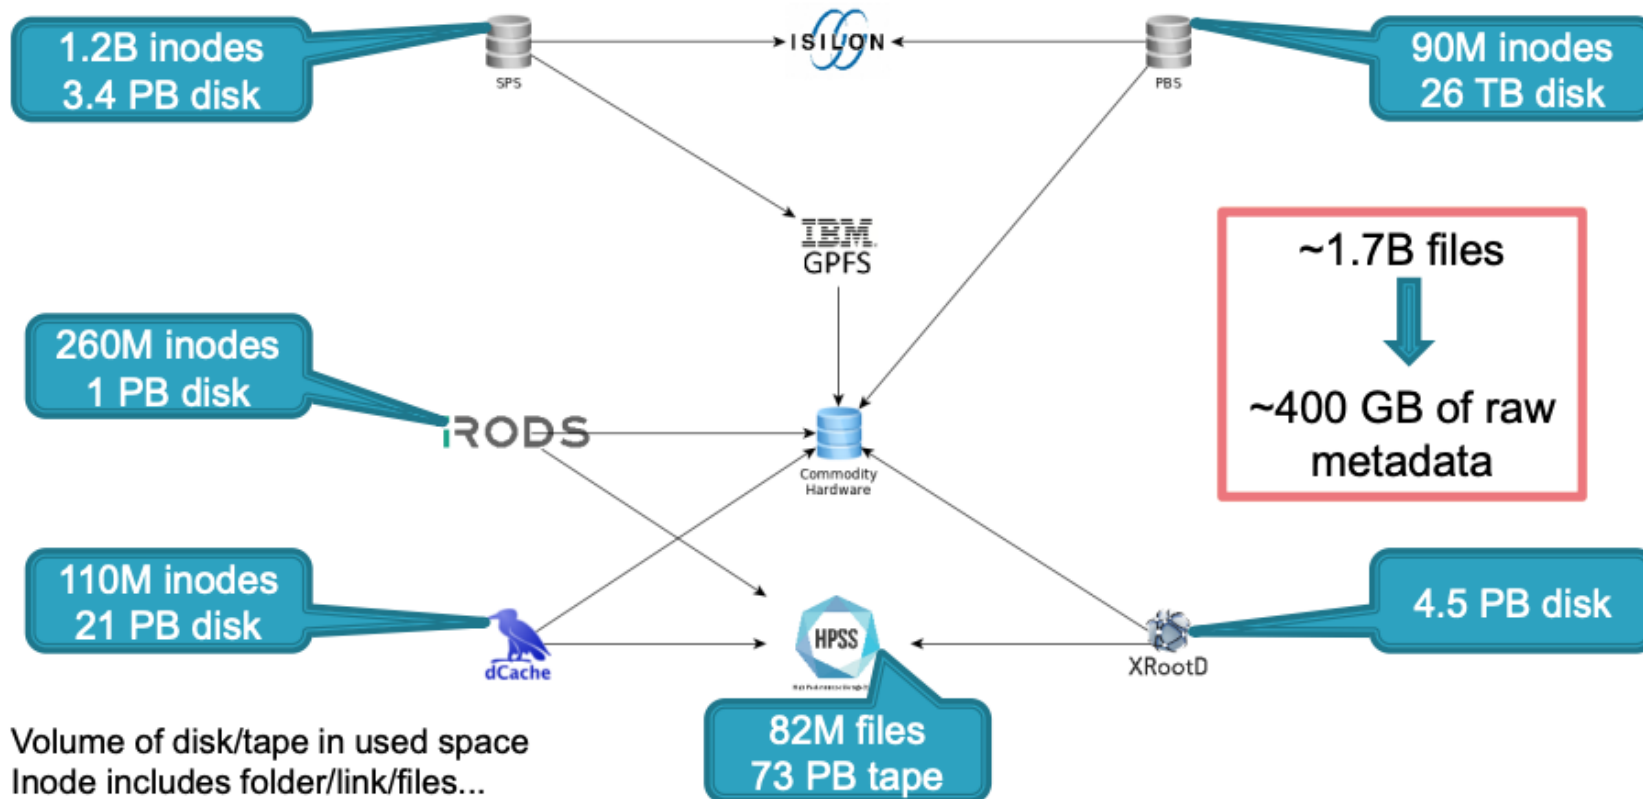 1.2B inodes
3.4 PB disk
SPS
ISILON
PBS
90M inodes
26 TB disk
IBM.
GPFS
~1.7B files
~400 GB of raw
metadata
260M inodes
1 PB disk
iRODS
Commodity
Hardware
110M inodes
21 PB disk
dCache
HPSS
XRootD
4.5 PB disk
82M files
73 PB tape
Volume of disk/tape in used space
Inode includes folder/link/files...